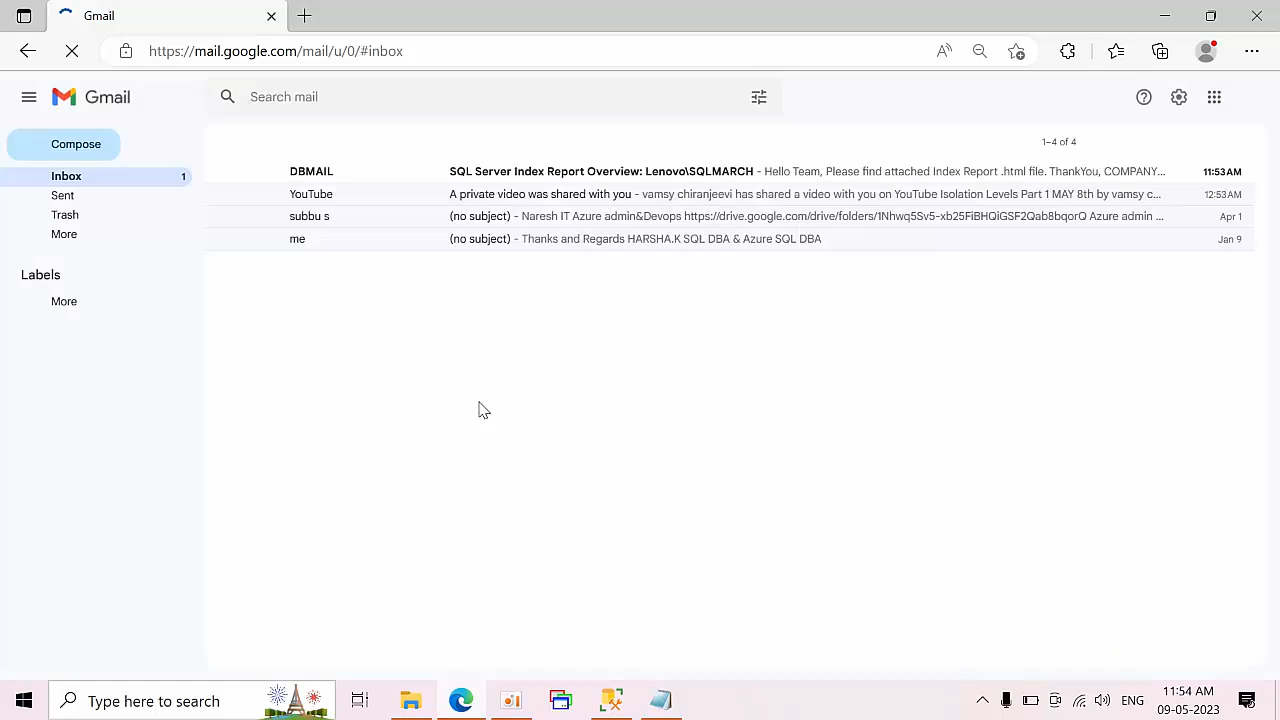 Gmail
https://mail.google.com/mail/u/0/#inbox
Gmail
Search mail
Compose
1–4 of 4
Inbox 1
DBMAIL SQL Server Index Report Overview: Lenovo\SQLMARCH - Hello Team, Please find attached Index Report .html file. ThankYou, COMPANY... 11:53 AM
Sent
YouTube A private video was shared with you - vamsy chiranjeevi has shared a video with you on YouTube Isolation Levels Part 1 MAY 8th by vamsy c... 12:53 AM
Trash
subbu s (no subject) - Naresh IT Azure admin&Devops https://drive.google.com/drive/folders/1Nhwq5Sv5-xb25FiBHQiGSF2Qab8bqorQ Azure admin ... Apr 1
More
me (no subject) - Thanks and Regards HARSHA.K SQL DBA & Azure SQL DBA Jan 9
Labels
More
Type here to search
ENG
11:54 AM
09-05-2023